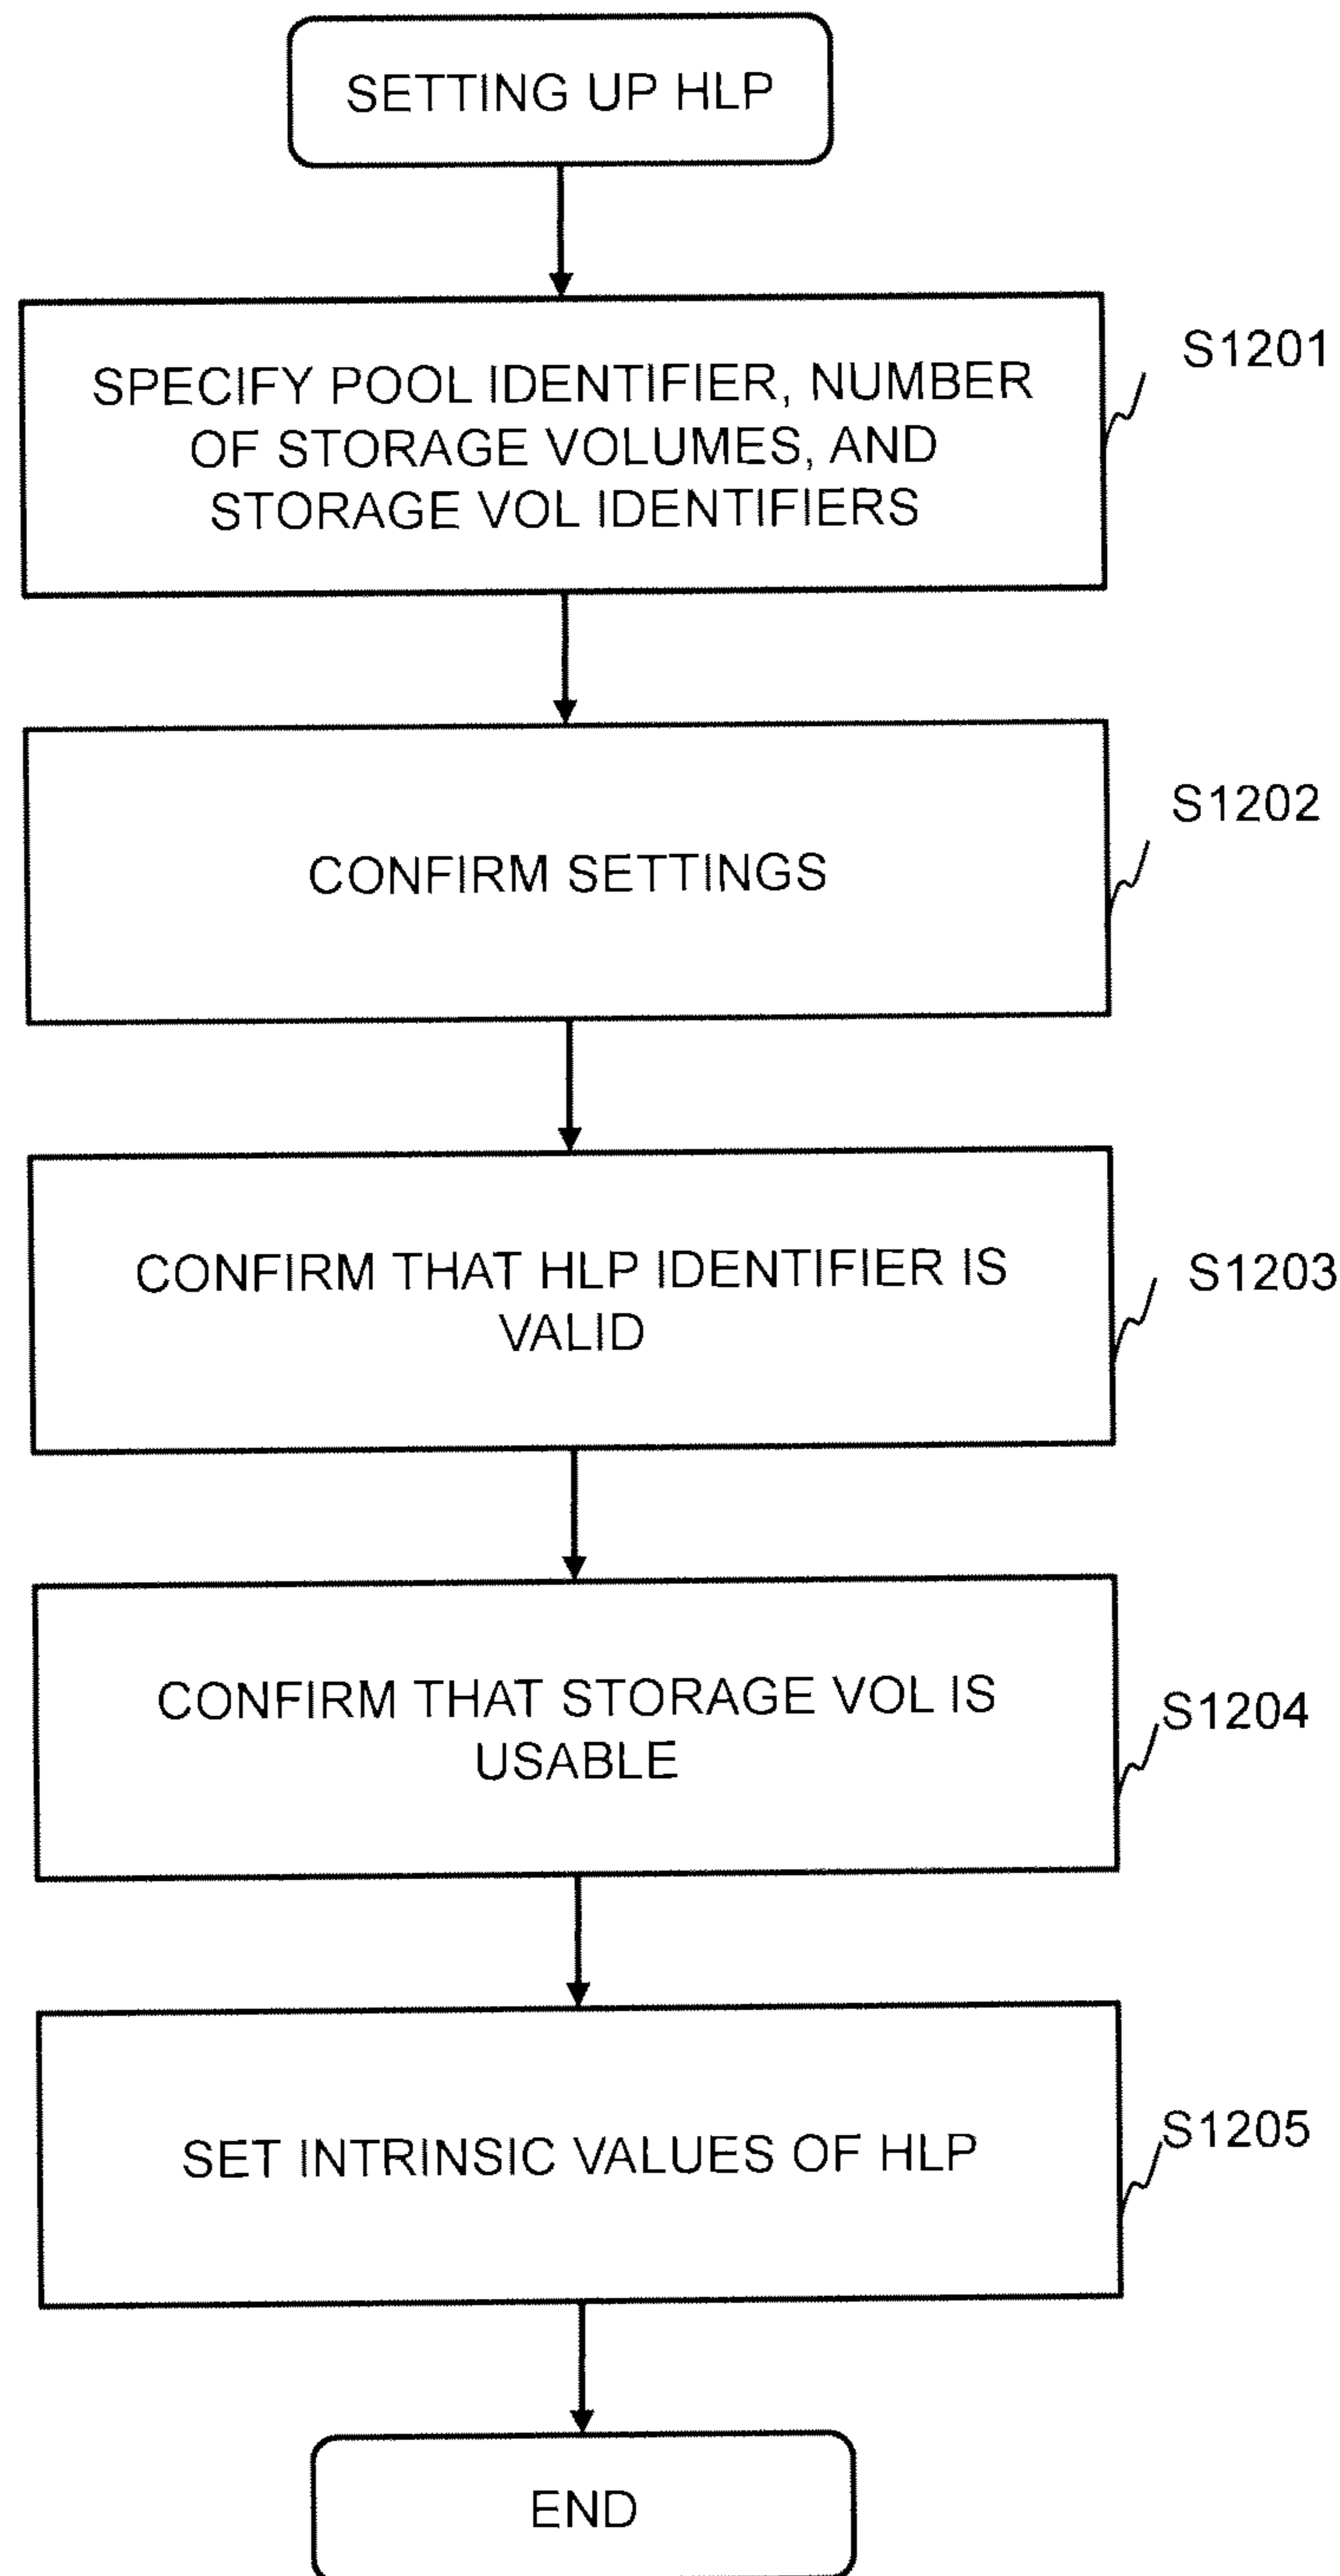 SETTING UP HLP
SPECIFY POOL IDENTIFIER, NUMBER
OF STORAGE VOLUMES, AND
STORAGE VOL IDENTIFIERS
S1201
CONFIRM SETTINGS
S1202
CONFIRM THAT HLP IDENTIFIER IS
VALID
S1203
CONFIRM THAT STORAGE VOL IS
USABLE
S1204
SET INTRINSIC VALUES OF HLP
S1205
END